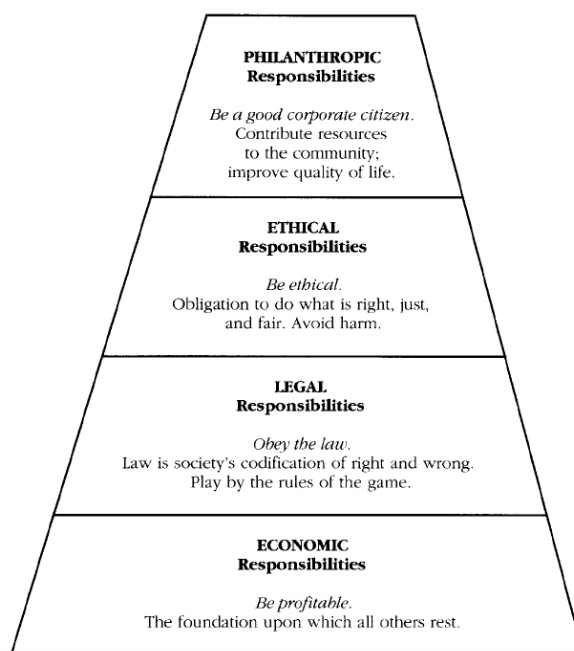 PHILANTHROPIC
Responsibilities
Be a good corporate citizen.
Contribute resources
to the community;
improve quality of life.
ETHICAL
Responsibilities
Be ethical.
Obligation to do what is right, just,
and fair. Avoid harm.
LEGAL
Responsibilities
Obey the law.
Law is society's codification of right and wrong.
Play by the rules of the game.
ECONOMIC
Responsibilities
Be profitable.
The foundation upon which all others rest.